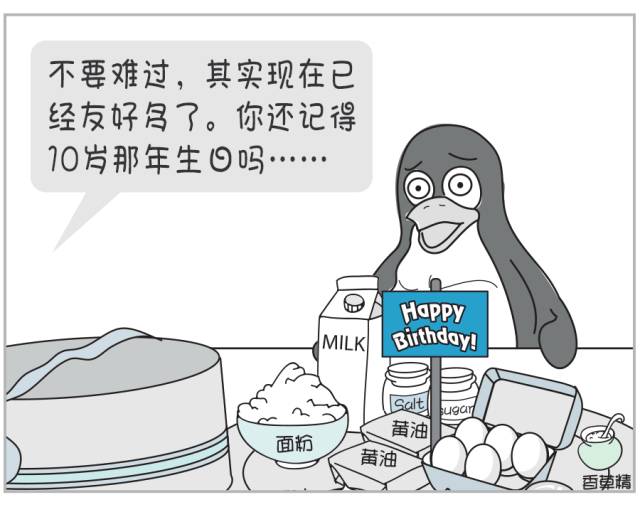 不要难过，其实现在已
经友好多了。你还记得
10岁那年生日吗……
MILK
Happy
Birthday!
Salt
sugar
面粉
黄油
黄油
香草精